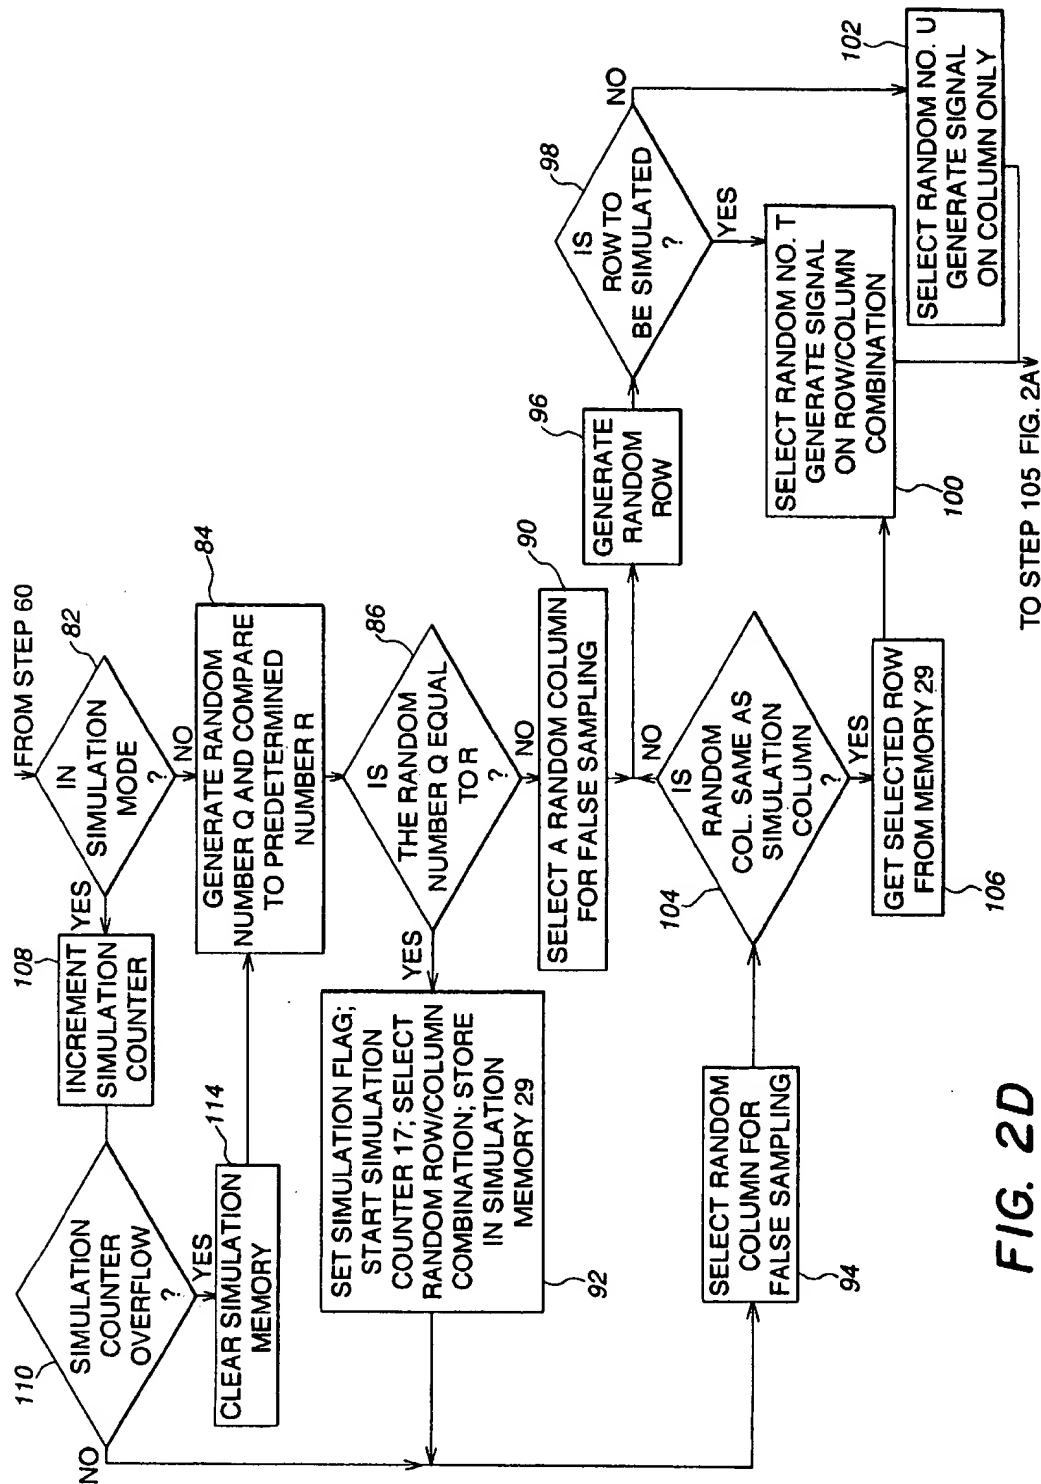 FROM STEP 60
82
IN
SIMULATION
MODE
?
YES
NO
108
INCREMENT
SIMULATION
COUNTER
110
SIMULATION
COUNTER
OVERFLOW
?
NO
YES
114
CLEAR SIMULATION
MEMORY
84
GENERATE RANDOM
NUMBER Q AND COMPARE
TO PREDETERMINED
NUMBER R
86
IS
THE RANDOM
NUMBER Q EQUAL
TO R
?
YES
NO
SET SIMULATION FLAG;
START SIMULATION
COUNTER 17; SELECT
RANDOM ROW/COLUMN
COMBINATION; STORE
IN SIMULATION
MEMORY 29
92
90
SELECT A RANDOM COLUMN
FOR FALSE SAMPLING
96
GENERATE
RANDOM
ROW
98
IS
ROW TO
BE SIMULATED
?
NO
YES
SELECT RANDOM
COLUMN FOR
FALSE SAMPLING
94
104
NO
IS
RANDOM
COL. SAME AS
SIMULATION
COLUMN
?
YES
GET SELECTED ROW
FROM MEMORY 29
106
SELECT RANDOM NO. T
GENERATE SIGNAL
ON ROW/COLUMN
COMBINATION
100
102
SELECT RANDOM NO. U
GENERATE SIGNAL
ON COLUMN ONLY
TO STEP 105 FIG. 2A
FIG. 2D